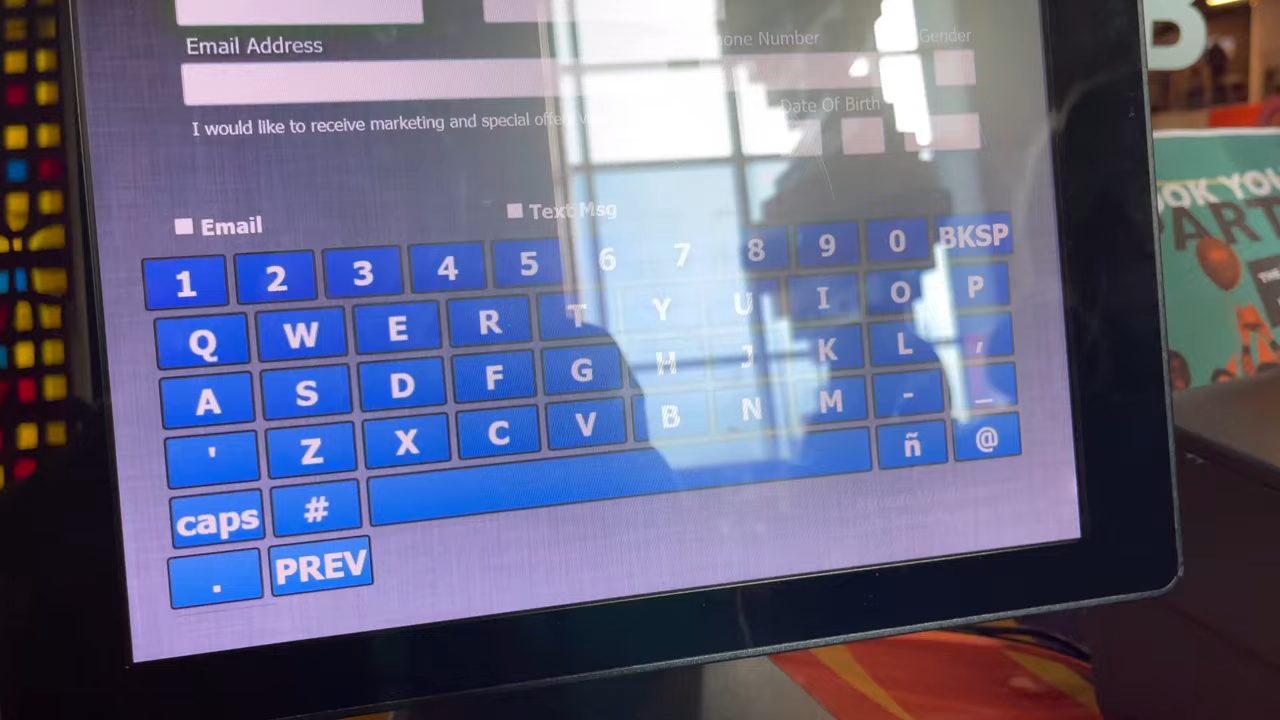 Email Address
Phone Number
Gender
I would like to receive marketing and special offers
Date Of Birth
Email
Text Msg
1 2 3 4 5 6 7 8 9 0 BKSP
Q W E R T Y U I O P
A S D F G H J K L ,
' Z X C V B N M - _
caps # ñ @
. PREV
B